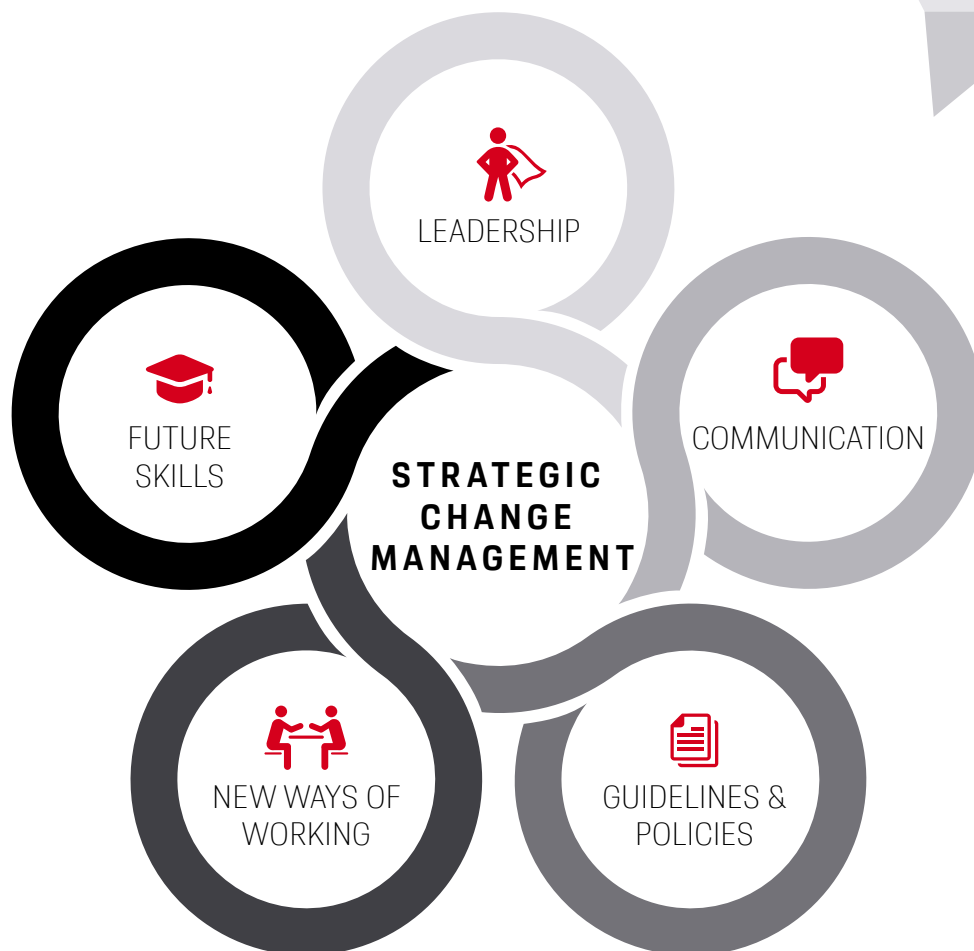 LEADERSHIP
COMMUNICATION
FUTURE
SKILLS
STRATEGIC
CHANGE
MANAGEMENT
NEW WAYS OF
WORKING
GUIDELINES &
POLICIES